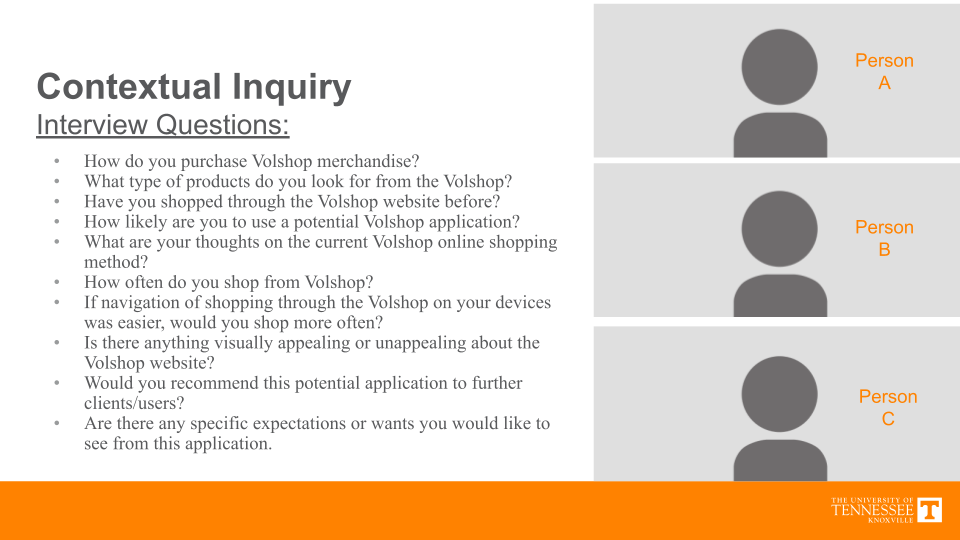 Contextual Inquiry
Interview Questions:
• How do you purchase Volshop merchandise?
• What type of products do you look for from the Volshop?
• Have you shopped through the Volshop website before?
• How likely are you to use a potential Volshop application?
• What are your thoughts on the current Volshop online shopping
method?
• How often do you shop from Volshop?
• If navigation of shopping through the Volshop on your devices
was easier, would you shop more often?
• Is there anything visually appealing or unappealing about the
Volshop website?
• Would you recommend this potential application to further
clients/users?
• Are there any specific expectations or wants you would like to
see from this application.
Person
A
Person
B
Person
C
THE UNIVERSITY OF
TENNESSEE
KNOXVILLE
T